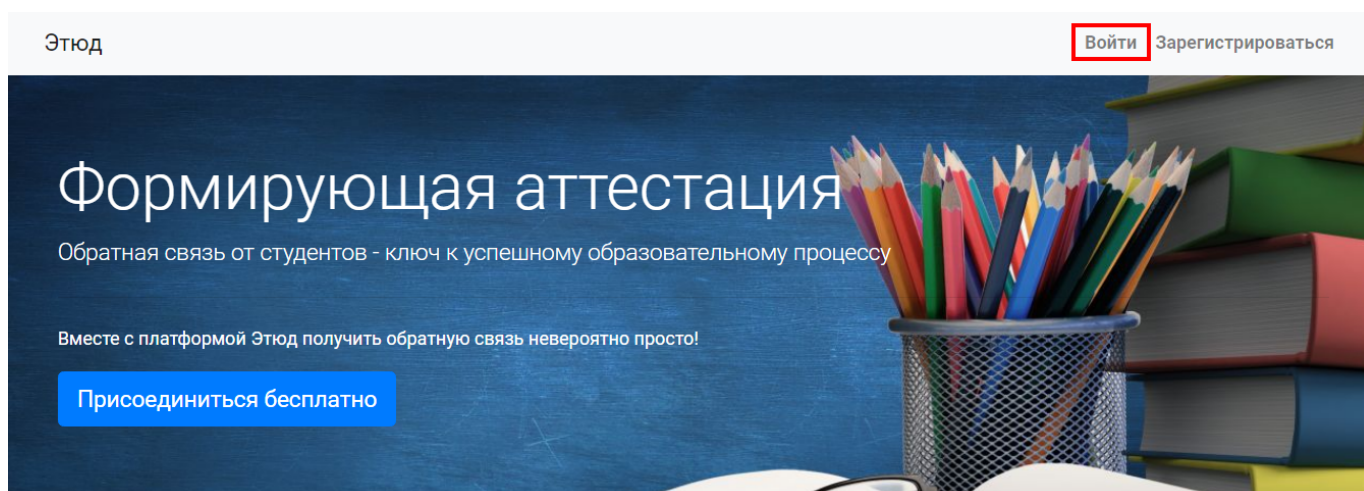 Этюд
Войти Зарегистрироваться
Формирующая аттестация
Обратная связь от студентов - ключ к успешному образовательному процессу
Вместе с платформой Этюд получить обратную связь невероятно просто!
Присоединиться бесплатно